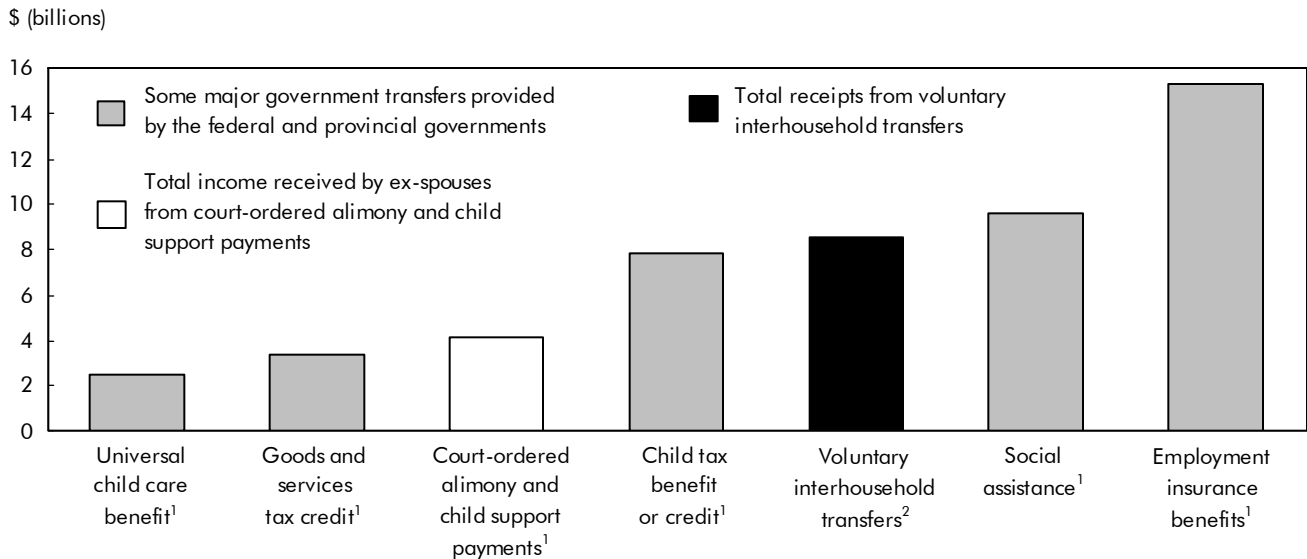 $ (billions)
16
14
12
10
8
6
4
2
0
Some major government transfers provided
by the federal and provincial governments
Total receipts from voluntary
interhousehold transfers
Total income received by ex-spouses
from court-ordered alimony and child
support payments
Universal
child care
benefit¹
Goods and
services
tax credit¹
Court-ordered
alimony and
child support
payments¹
Child tax
benefit
or credit¹
Voluntary
interhousehold
transfers²
Social
assistance¹
Employment
insurance
benefits¹